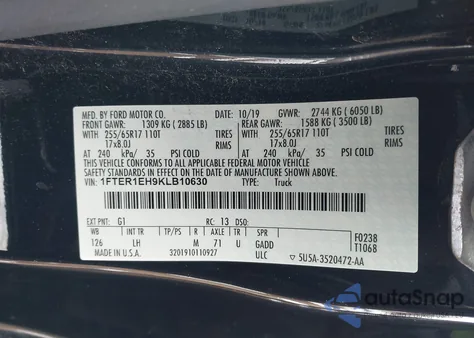 MFD. BY FORD MOTOR CO. 10/19 GVWR: 2744 KG (6050 LB)
FRONT GAWR: 1309 KG (2885 LB) REAR GAWR: 1588 KG (3500 LB)
WITH WITH
255/65R17 110T TIRES 255/65R17 110T TIRES
17x8.0J RIMS 17x8.0J RIMS
AT 240 kPa/ 35 PSI COLD AT 240 kPa/ 35 PSI COLD
THIS VEHICLE CONFORMS TO ALL APPLICABLE FEDERAL MOTOR VEHICLE
SAFETY STANDARDS IN EFFECT ON THE DATE OF MANUFACTURE SHOWN ABOVE.
VIN: 1FTER1EH9KLB10630 TYPE: Truck
EXT PNT: G1 RC: 13 DSO: F0238
WB INT TR TP/PS R AXLE TR SPR T1068
126 LH M 71 U GADD
MADE IN U.S.A. 3201910110927 ULC 5U5A-3520472-AA
autoSnap